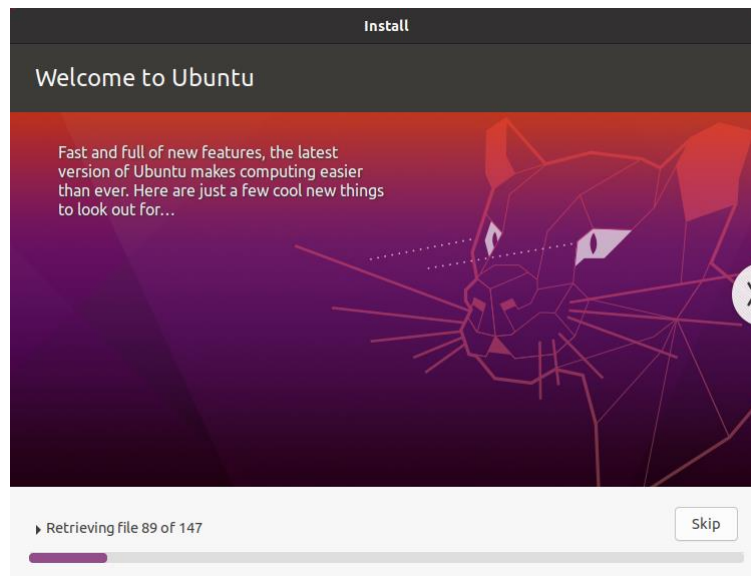 Install
Welcome to Ubuntu
Fast and full of new features, the latest
version of Ubuntu makes computing easier
than ever. Here are just a few cool new things
to look out for…
Retrieving file 89 of 147
Skip